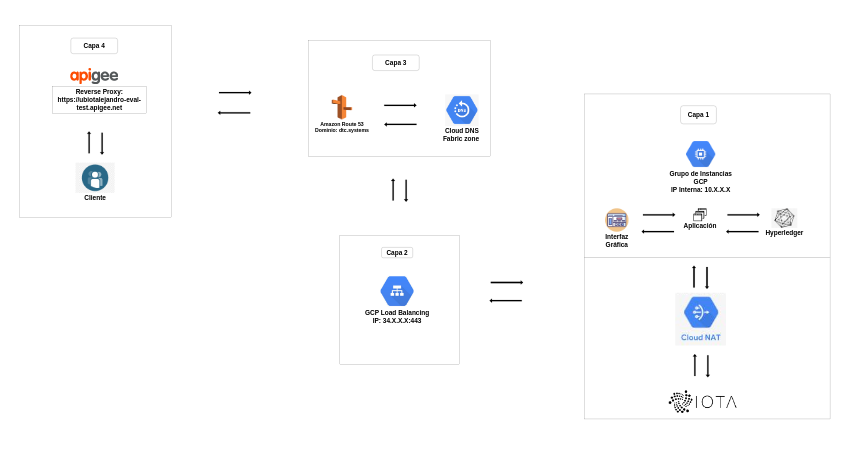 Capa 4
apigee
Reverse Proxy:
https://ubiotalejandro-eval-
test.apigee.net
Cliente
Capa 3
Amazon Route 53
Dominio: dtc.systems
DNS
Cloud DNS
Fabric zone
Capa 2
GCP Load Balancing
IP: 34.X.X.X:443
Capa 1
Grupo de Instancias
GCP
IP Interna: 10.X.X.X
Interfaz
Gráfica
Aplicación
Hyperledger
Cloud NAT
IOTA